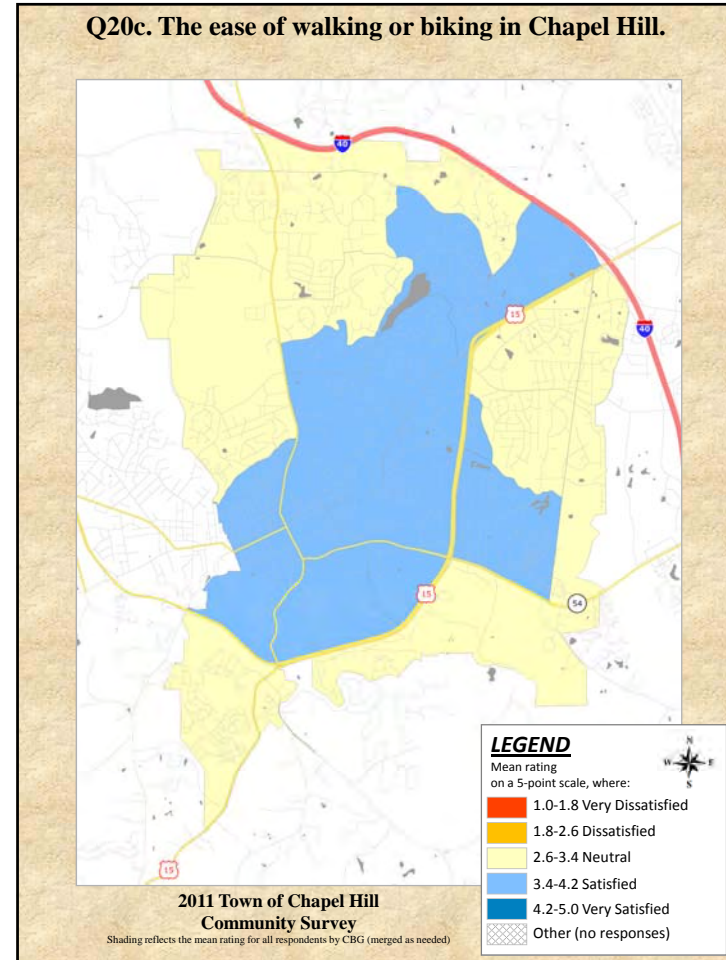 Q20c. The ease of walking or biking in Chapel Hill.
40
15
40
15
54
15
LEGEND
Mean rating
on a 5-point scale, where:
N
W E
S
1.0-1.8 Very Dissatisfied
1.8-2.6 Dissatisfied
2.6-3.4 Neutral
3.4-4.2 Satisfied
4.2-5.0 Very Satisfied
Other (no responses)
2011 Town of Chapel Hill
Community Survey
Shading reflects the mean rating for all respondents by CBG (merged as needed)